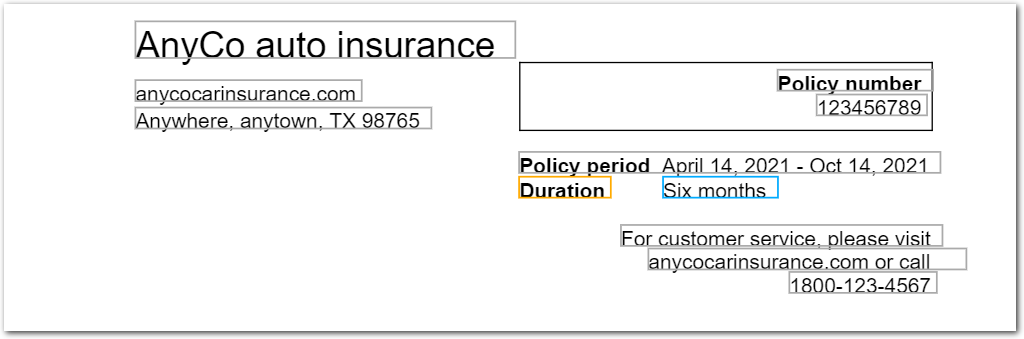 AnyCo auto insurance
anycocarinsurance.com
Anywhere, anytown, TX 98765
Policy number
123456789
Policy period April 14, 2021 - Oct 14, 2021
Duration Six months
For customer service, please visit
anycocarinsurance.com or call
1800-123-4567